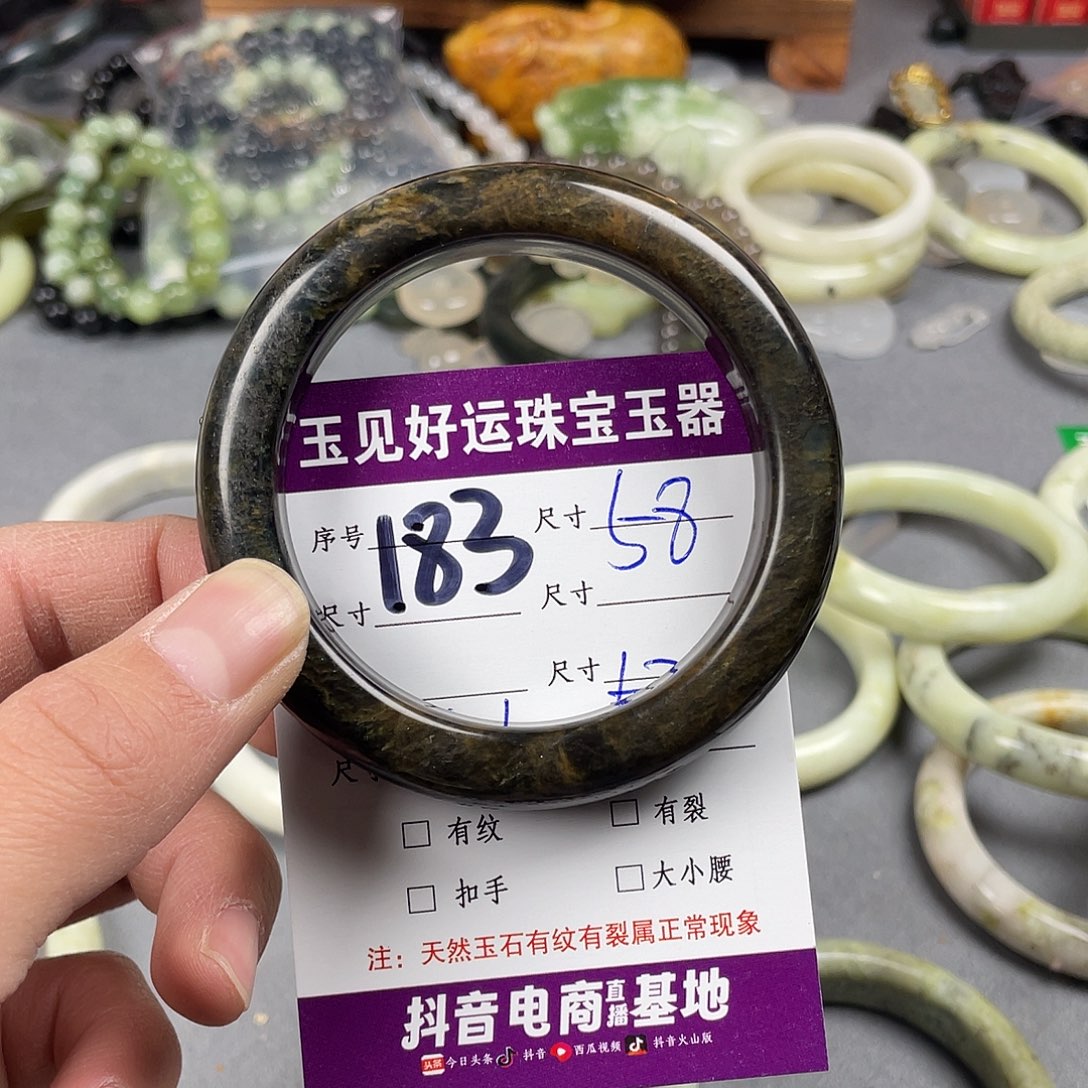 玉见好运珠宝玉器
序号 183 尺寸 58
尺寸 尺寸
尺寸
□ 有纹 □ 有裂
□ 扣手 □ 大小腰
注：天然玉石有纹有裂属正常现象
抖音电商直播基地
头条 今日头条 抖音 西瓜视频 抖音火山版